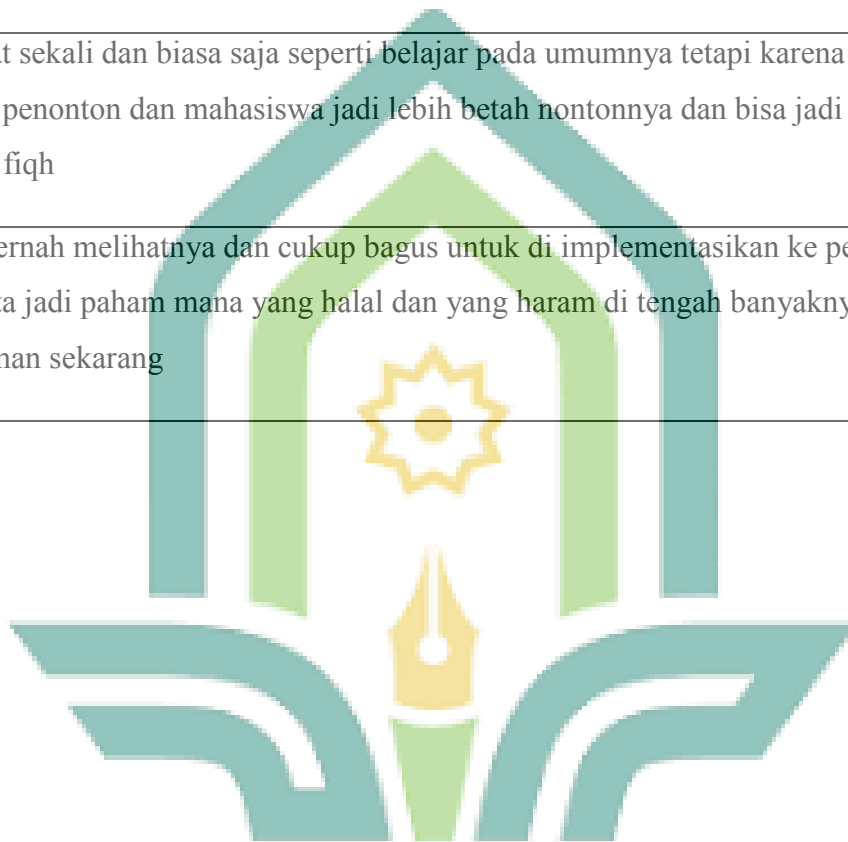 sekali dan biasa saja seperti belajar pada umumnya tetapi karena
penonton dan mahasiswa jadi lebih betah nontonnya dan bisa jadi
fiqh
ernah melihatnya dan cukup bagus untuk di implementasikan ke pe
ta jadi paham mana yang halal dan yang haram di tengah banyakny
man sekarang